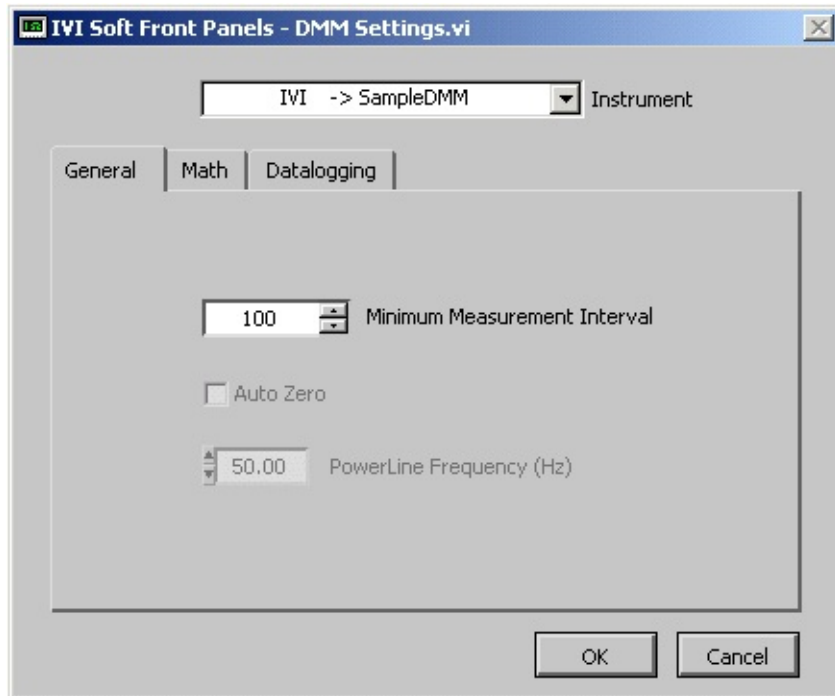 IVI Soft Front Panels - DMM Settings.vi
IVI -> SampleDMM Instrument
General Math Datalogging
100 Minimum Measurement Interval
Auto Zero
50.00 PowerLine Frequency (Hz)
OK Cancel